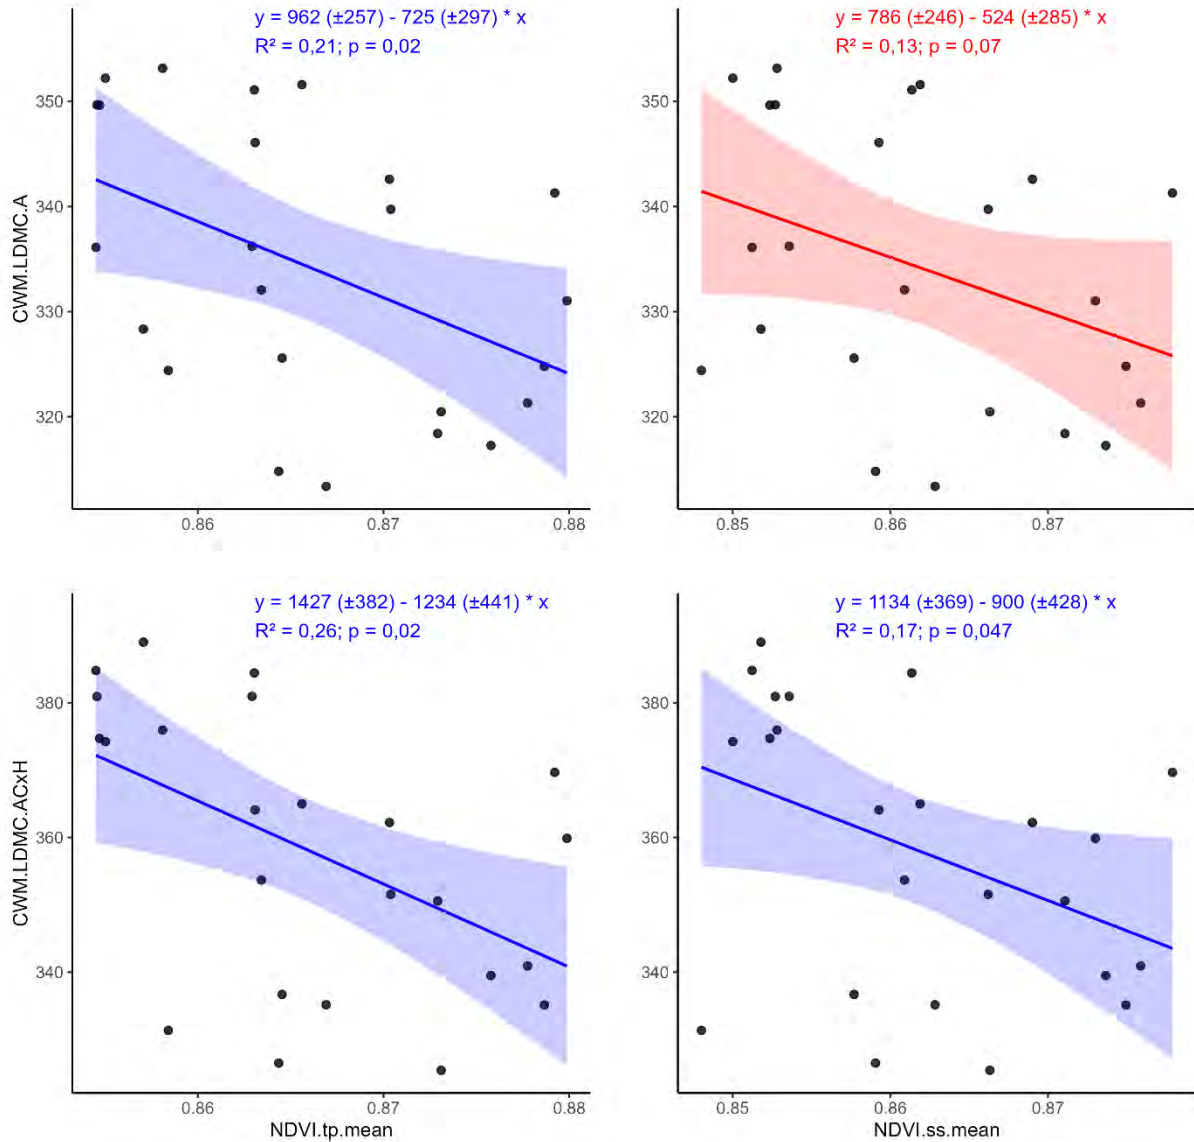 y = 962 (±257) - 725 (±297) * x
R² = 0,21; p = 0,02
y = 786 (±246) - 524 (±285) * x
R² = 0,13; p = 0,07
CWM.LDMC.A
350
340
330
320
0.86
0.87
0.88
350
340
330
320
0.85
0.86
0.87
y = 1427 (±382) - 1234 (±441) * x
R² = 0,26; p = 0,02
y = 1134 (±369) - 900 (±428) * x
R² = 0,17; p = 0,047
CWM.LDMC.ACxH
380
360
340
0.86
0.87
0.88
NDVI.tp.mean
380
360
340
0.85
0.86
0.87
NDVI.ss.mean